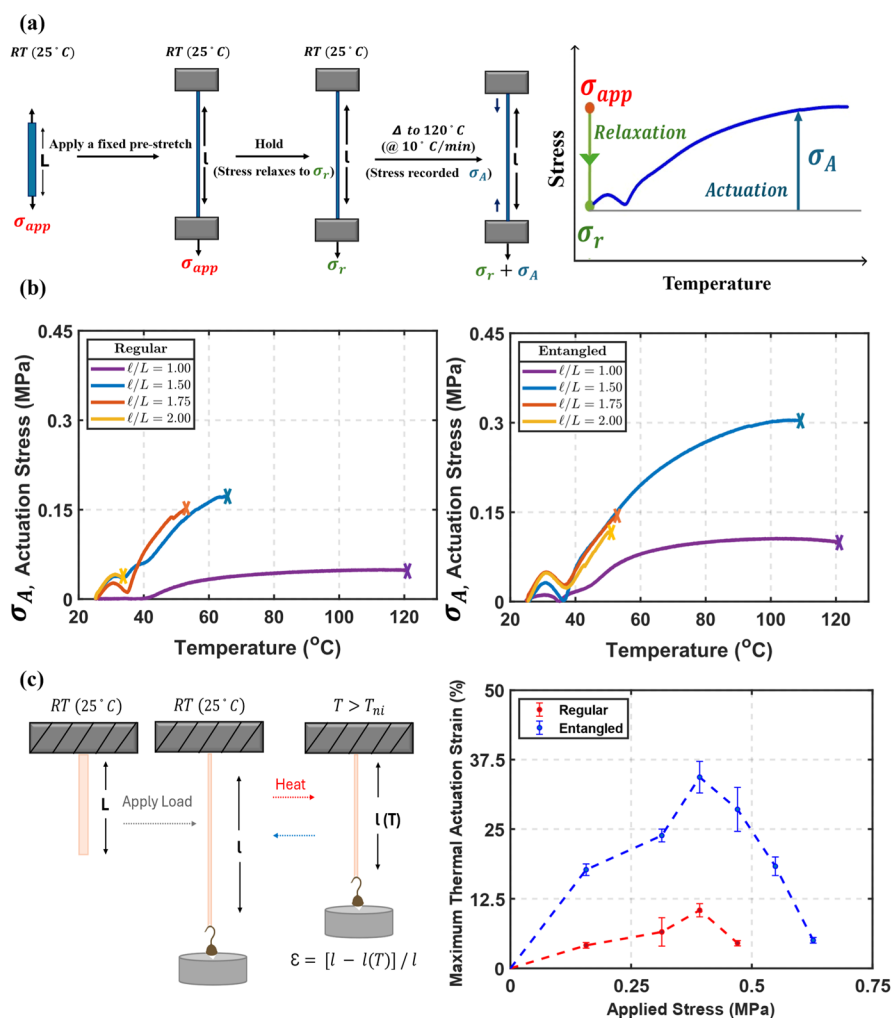 (a)
RT (25°C)
RT (25°C)
RT (25°C)
L
σapp
Apply a fixed pre-stretch
l
σapp
Hold
(Stress relaxes to σr)
l
σr
Δ to 120°C
(@ 10°C/min)
(Stress recorded σA)
l
σr + σA
Stress
σapp
Relaxation
σr
Actuation
σA
Temperature
(b)
σA, Actuation Stress (MPa)
0.45
0.3
0.15
0
Regular
ℓ/L = 1.00
ℓ/L = 1.50
ℓ/L = 1.75
ℓ/L = 2.00
20 40 60 80 100 120
Temperature (°C)
σA, Actuation Stress (MPa)
0.45
0.3
0.15
0
Entangled
ℓ/L = 1.00
ℓ/L = 1.50
ℓ/L = 1.75
ℓ/L = 2.00
20 40 60 80 100 120
Temperature (°C)
(c)
RT (25°C)
RT (25°C)
T > Tni
L
Apply Load
l
Heat
l (T)
ε = [l − l(T)] / l
Maximum Thermal Actuation Strain (%)
50
37.5
25
12.5
0
Regular
Entangled
0 0.25 0.5 0.75
Applied Stress (MPa)